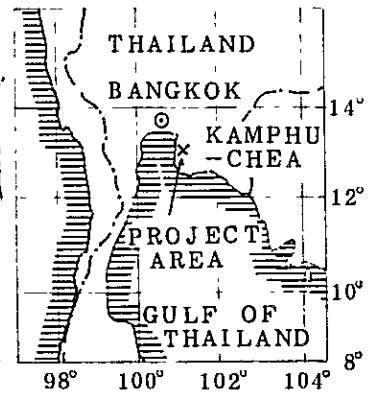 THAILAND
BANGKOK
14°
KAMPHU
-CHEA
12°
PROJECT
AREA
10°
GULF OF
THAILAND
8°
98° 100° 102° 104°